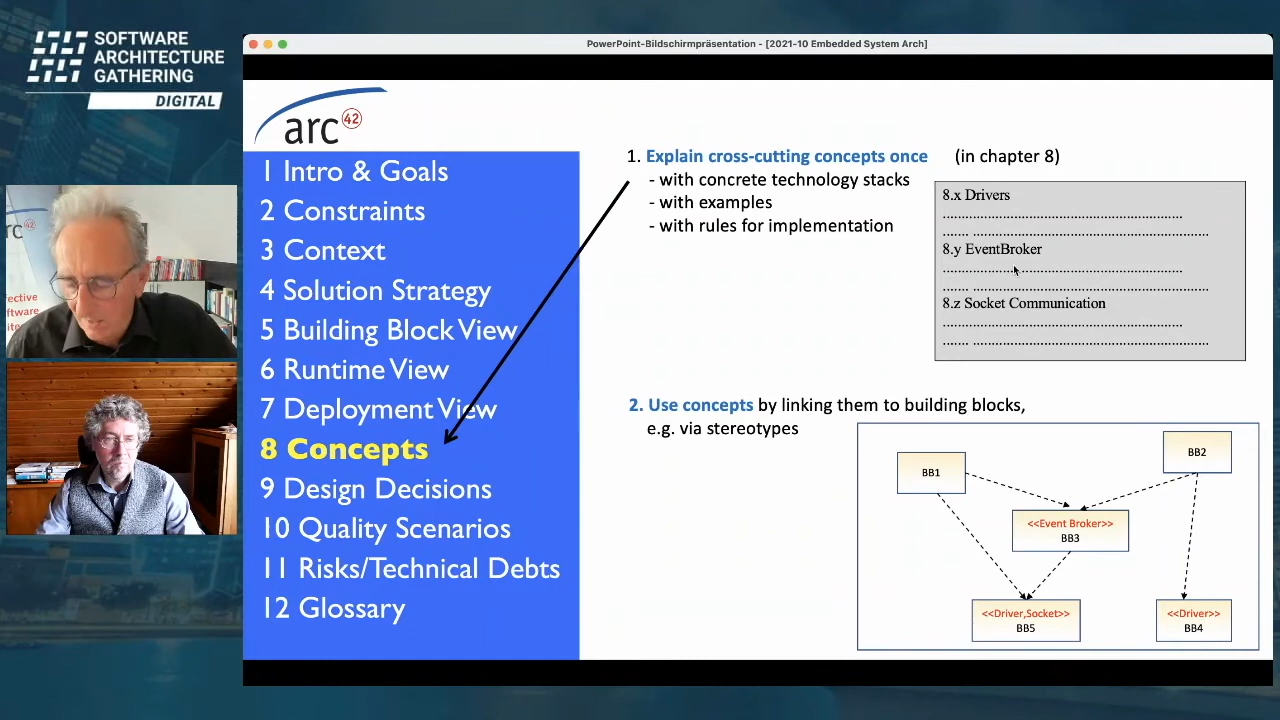 SOFTWARE
ARCHITECTURE
GATHERING
DIGITAL
PowerPoint-Bildschirmpräsentation - [2021-10 Embedded System Arch]
arc 42
1 Intro & Goals
2 Constraints
3 Context
4 Solution Strategy
5 Building Block View
6 Runtime View
7 Deployment View
8 Concepts
9 Design Decisions
10 Quality Scenarios
11 Risks/Technical Debts
12 Glossary
1. Explain cross-cutting concepts once (in chapter 8)
- with concrete technology stacks
- with examples
- with rules for implementation
8.x Drivers
8.y EventBroker
8.z Socket Communication
2. Use concepts by linking them to building blocks,
e.g. via stereotypes
BB1
BB2
<<Event Broker>>
BB3
<<Driver,Socket>>
BB5
<<Driver>>
BB4